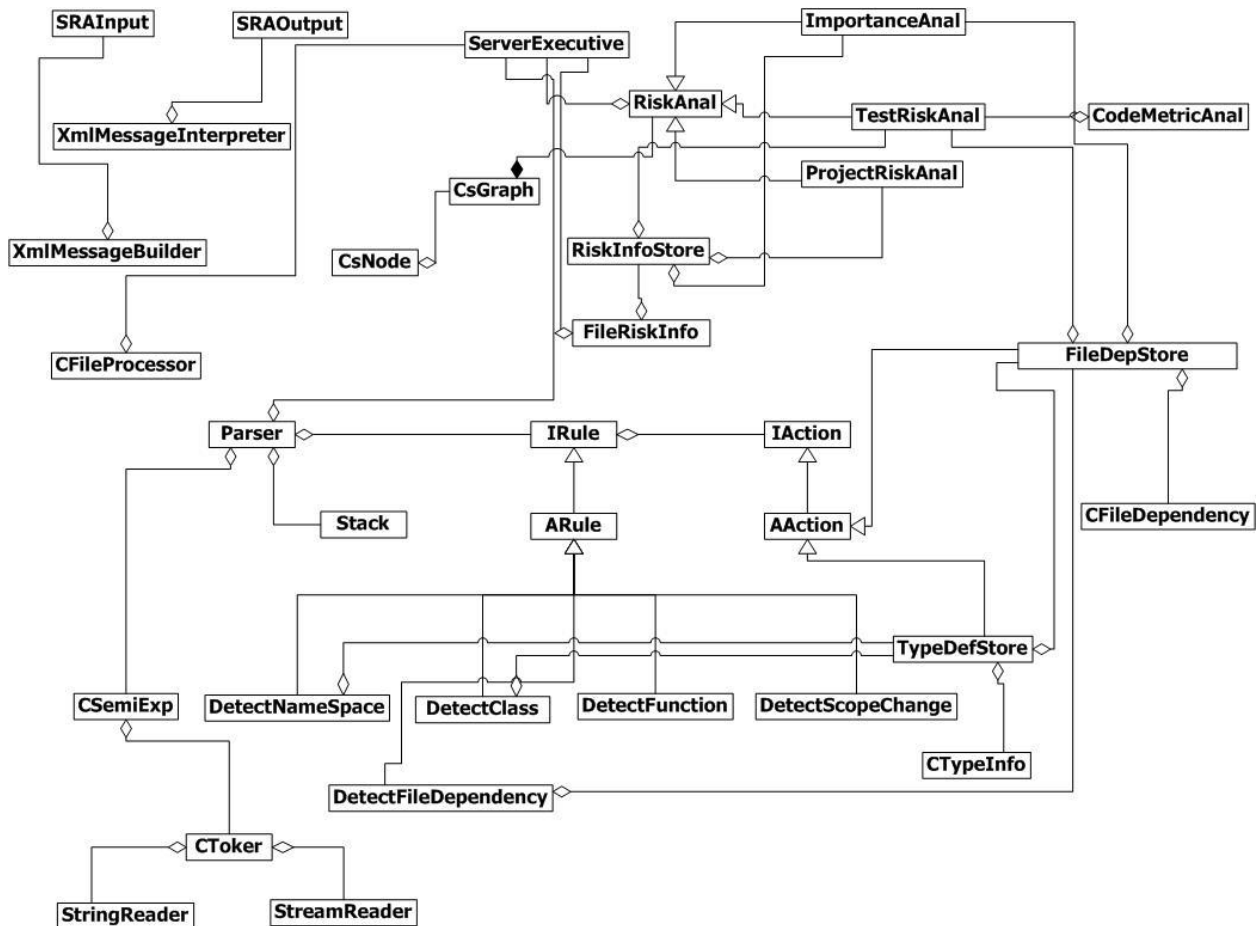 SRAInput
SRAOutput
ImportanceAnal
ServerExecutive
RiskAnal
TestRiskAnal
CodeMetricAnal
XmlMessageInterpreter
ProjectRiskAnal
CsGraph
XmlMessageBuilder
CsNode
RiskInfoStore
FileRiskInfo
CFileProcessor
FileDepStore
Parser
IRule
IAction
Stack
ARule
AAction
CFileDependency
TypeDefStore
CSemiExp
DetectNameSpace
DetectClass
DetectFunction
DetectScopeChange
CTypeInfo
DetectFileDependency
CToker
StringReader
StreamReader